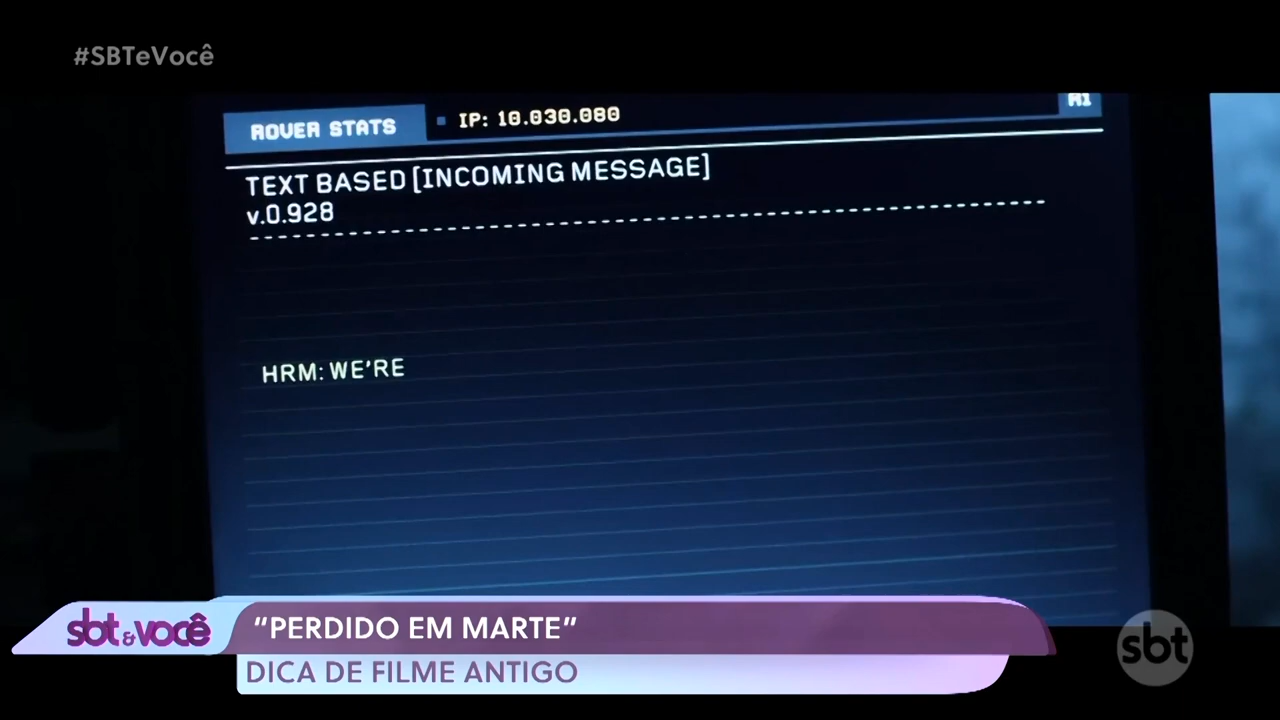 #SBTeVocê
ROVER STATS
IP: 10.030.080
A1
TEXT BASED [INCOMING MESSAGE]
v.0.928
HRM: WE'RE
sbt&você
"PERDIDO EM MARTE"
DICA DE FILME ANTIGO
sbt